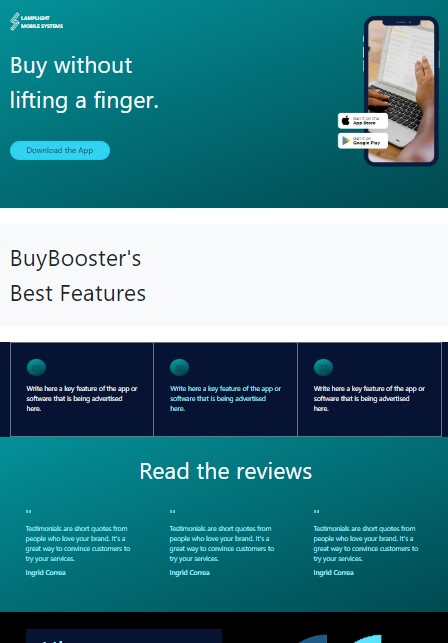 LAMPLIGHT
MOBILE SYSTEMS
Buy without
lifting a finger.
Download the App
Get it on the
App Store
Get it on
Google Play
BuyBooster's
Best Features
Write here a key feature of the app or
software that is being advertised
here.
Write here a key feature of the app or
software that is being advertised
here.
Write here a key feature of the app or
software that is being advertised
here.
Read the reviews
"
Testimonials are short quotes from
people who love your brand. It's a
great way to convince customers to
try your services.
Ingrid Correa
"
Testimonials are short quotes from
people who love your brand. It's a
great way to convince customers to
try your services.
Ingrid Correa
"
Testimonials are short quotes from
people who love your brand. It's a
great way to convince customers to
try your services.
Ingrid Correa